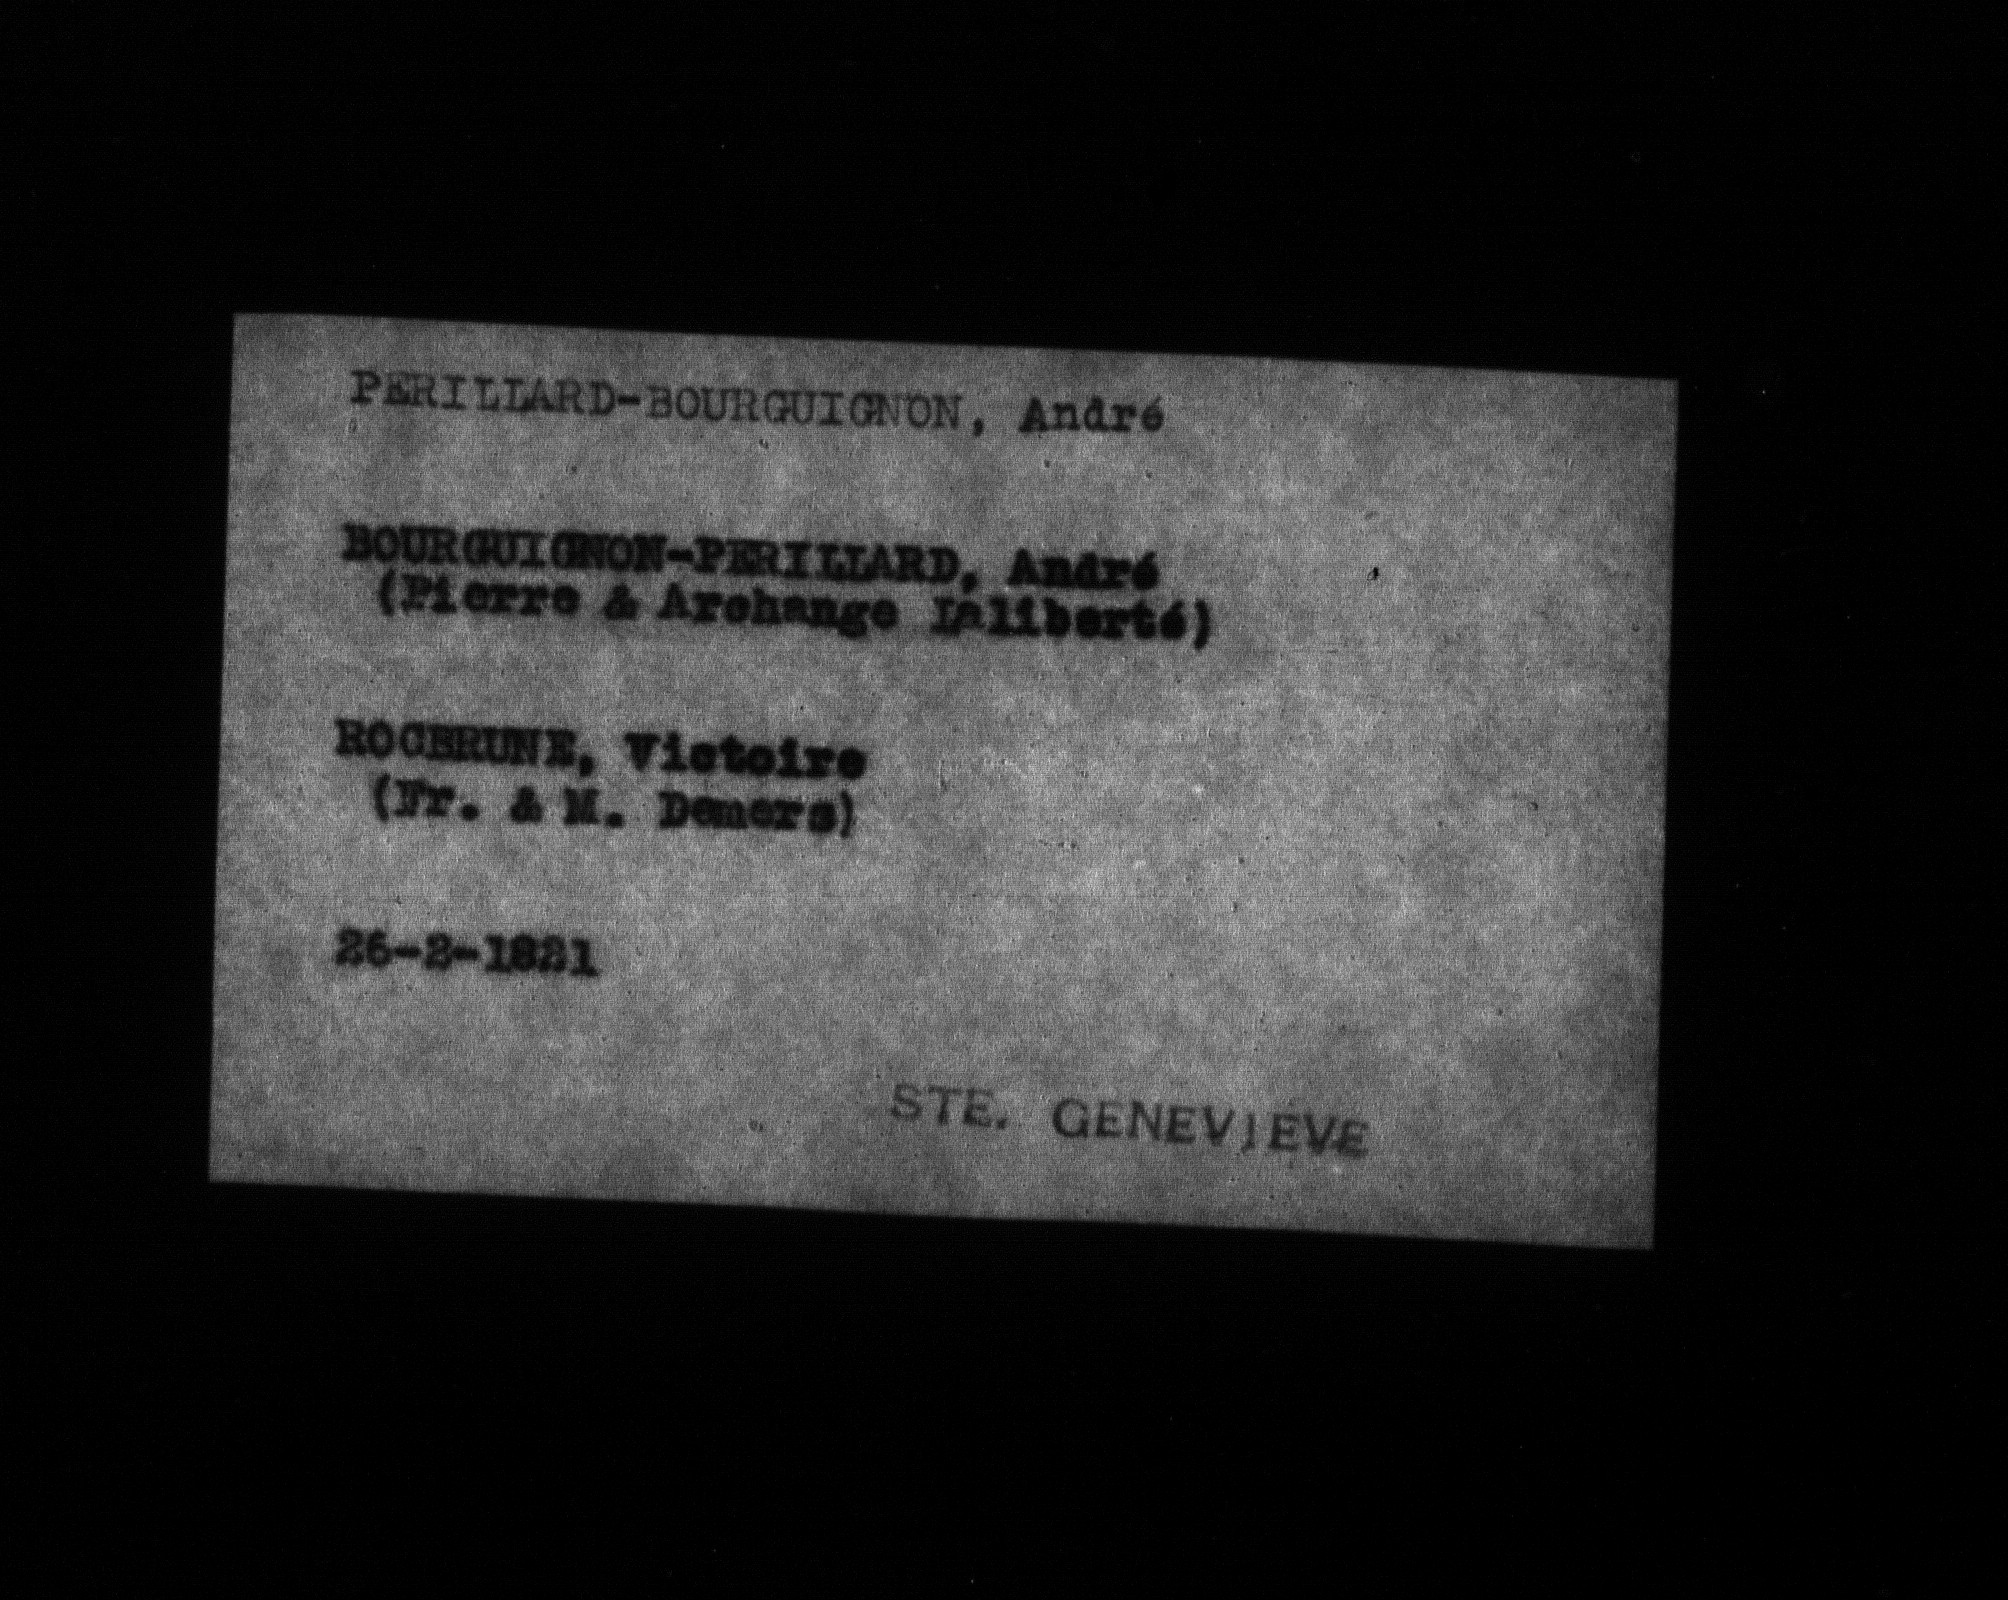 PERILLARD-BOURGUIGNON, André
BOURGUIGNON-PERILLARD, André
(Pierre & Archange Laliberté)
ROCBRUNE, Victoire
(Fr. & M. Demers)
26-2-1821
STE. GENEVIEVE